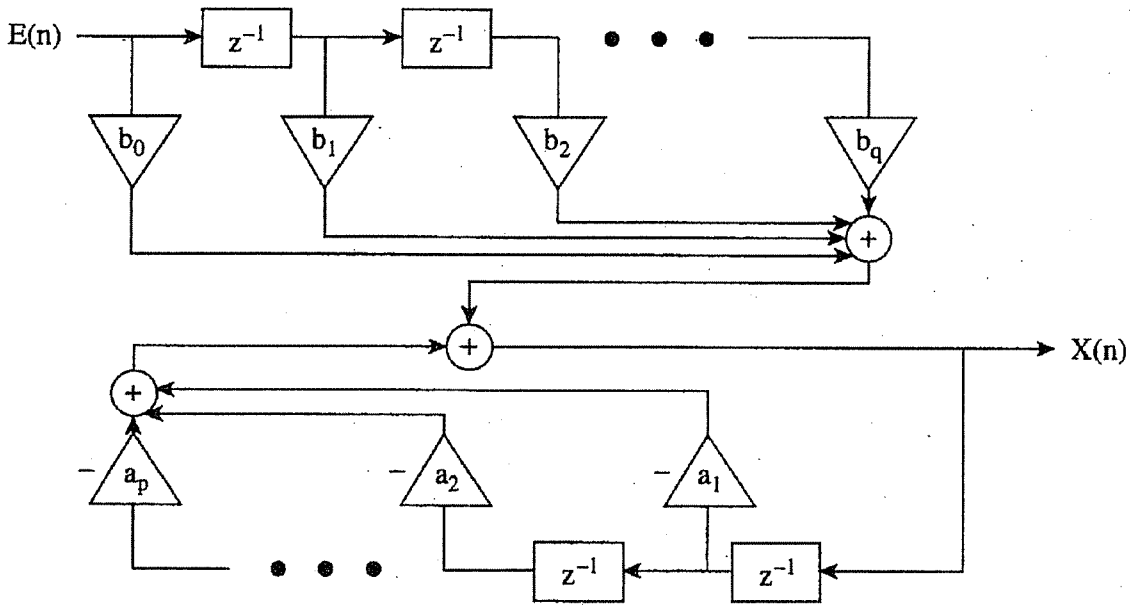 E(n) z⁻¹ z⁻¹
b₀ b₁ b₂ b_q
+
+ X(n)
+
− a_p − a₂ − a₁
z⁻¹ z⁻¹